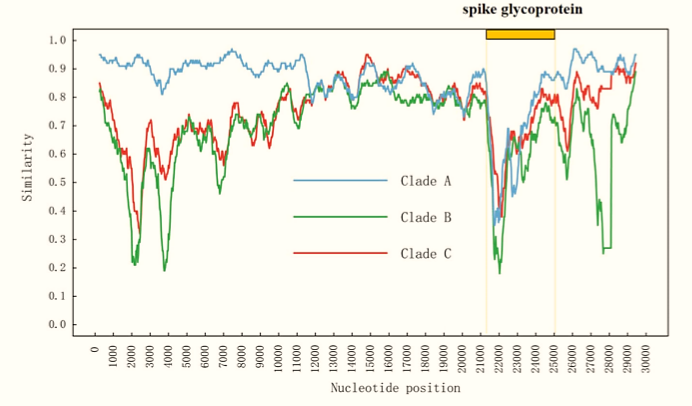 spike glycoprotein
1.0
0.9
0.8
0.7
0.6
0.5
0.4
0.3
0.2
0.1
0.0
Similarity
Clade A
Clade B
Clade C
0 1000 2000 3000 4000 5000 6000 7000 8000 9000 10000 11000 12000 13000 14000 15000 16000 17000 18000 19000 20000 21000 22000 23000 24000 25000 26000 27000 28000 29000 30000
Nucleotide position